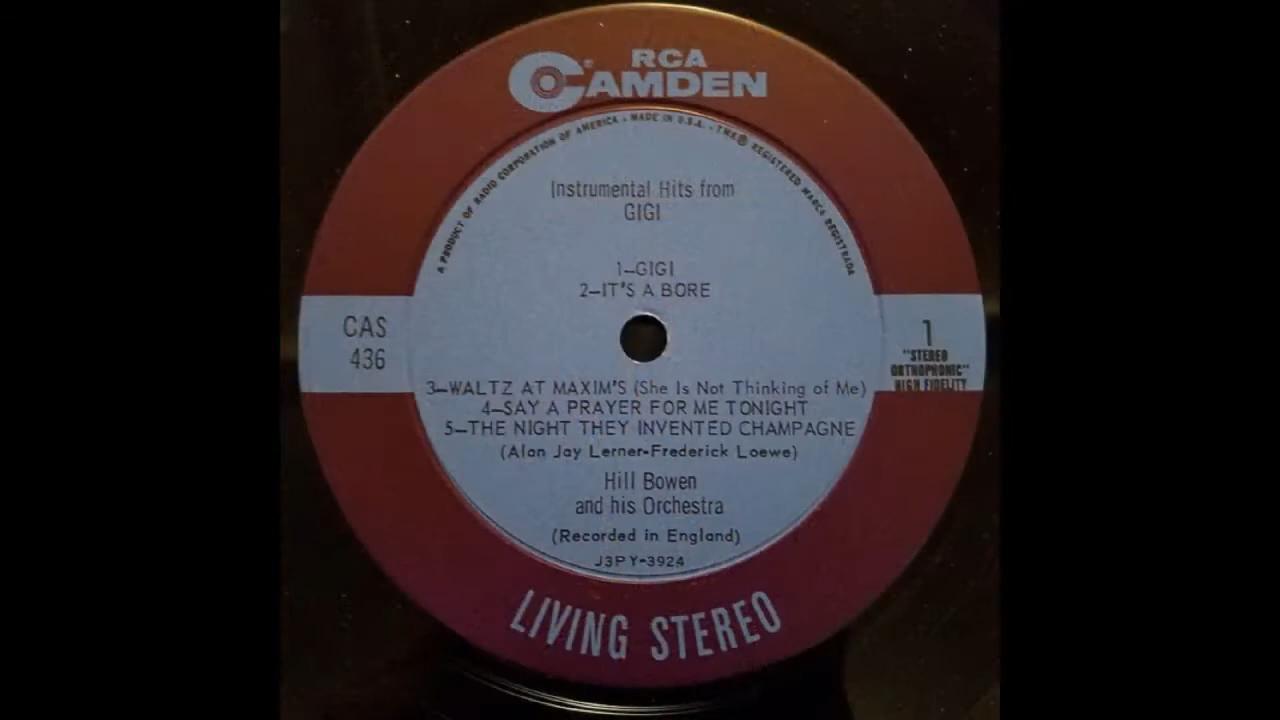 RCA
CAMDEN
A PRODUCT OF RADIO CORPORATION OF AMERICA - MADE IN U.S.A. - TMK ® REGISTERED MARCA REGISTRADA
Instrumental Hits from
GIGI
1—GIGI
2—IT'S A BORE
CAS
436
1
"STEREO
ORTHOPHONIC"
HIGH FIDELITY
3—WALTZ AT MAXIM'S (She Is Not Thinking of Me)
4—SAY A PRAYER FOR ME TONIGHT
5—THE NIGHT THEY INVENTED CHAMPAGNE
(Alan Jay Lerner-Frederick Loewe)
Hill Bowen
and his Orchestra
(Recorded in England)
J3PY-3924
LIVING STEREO